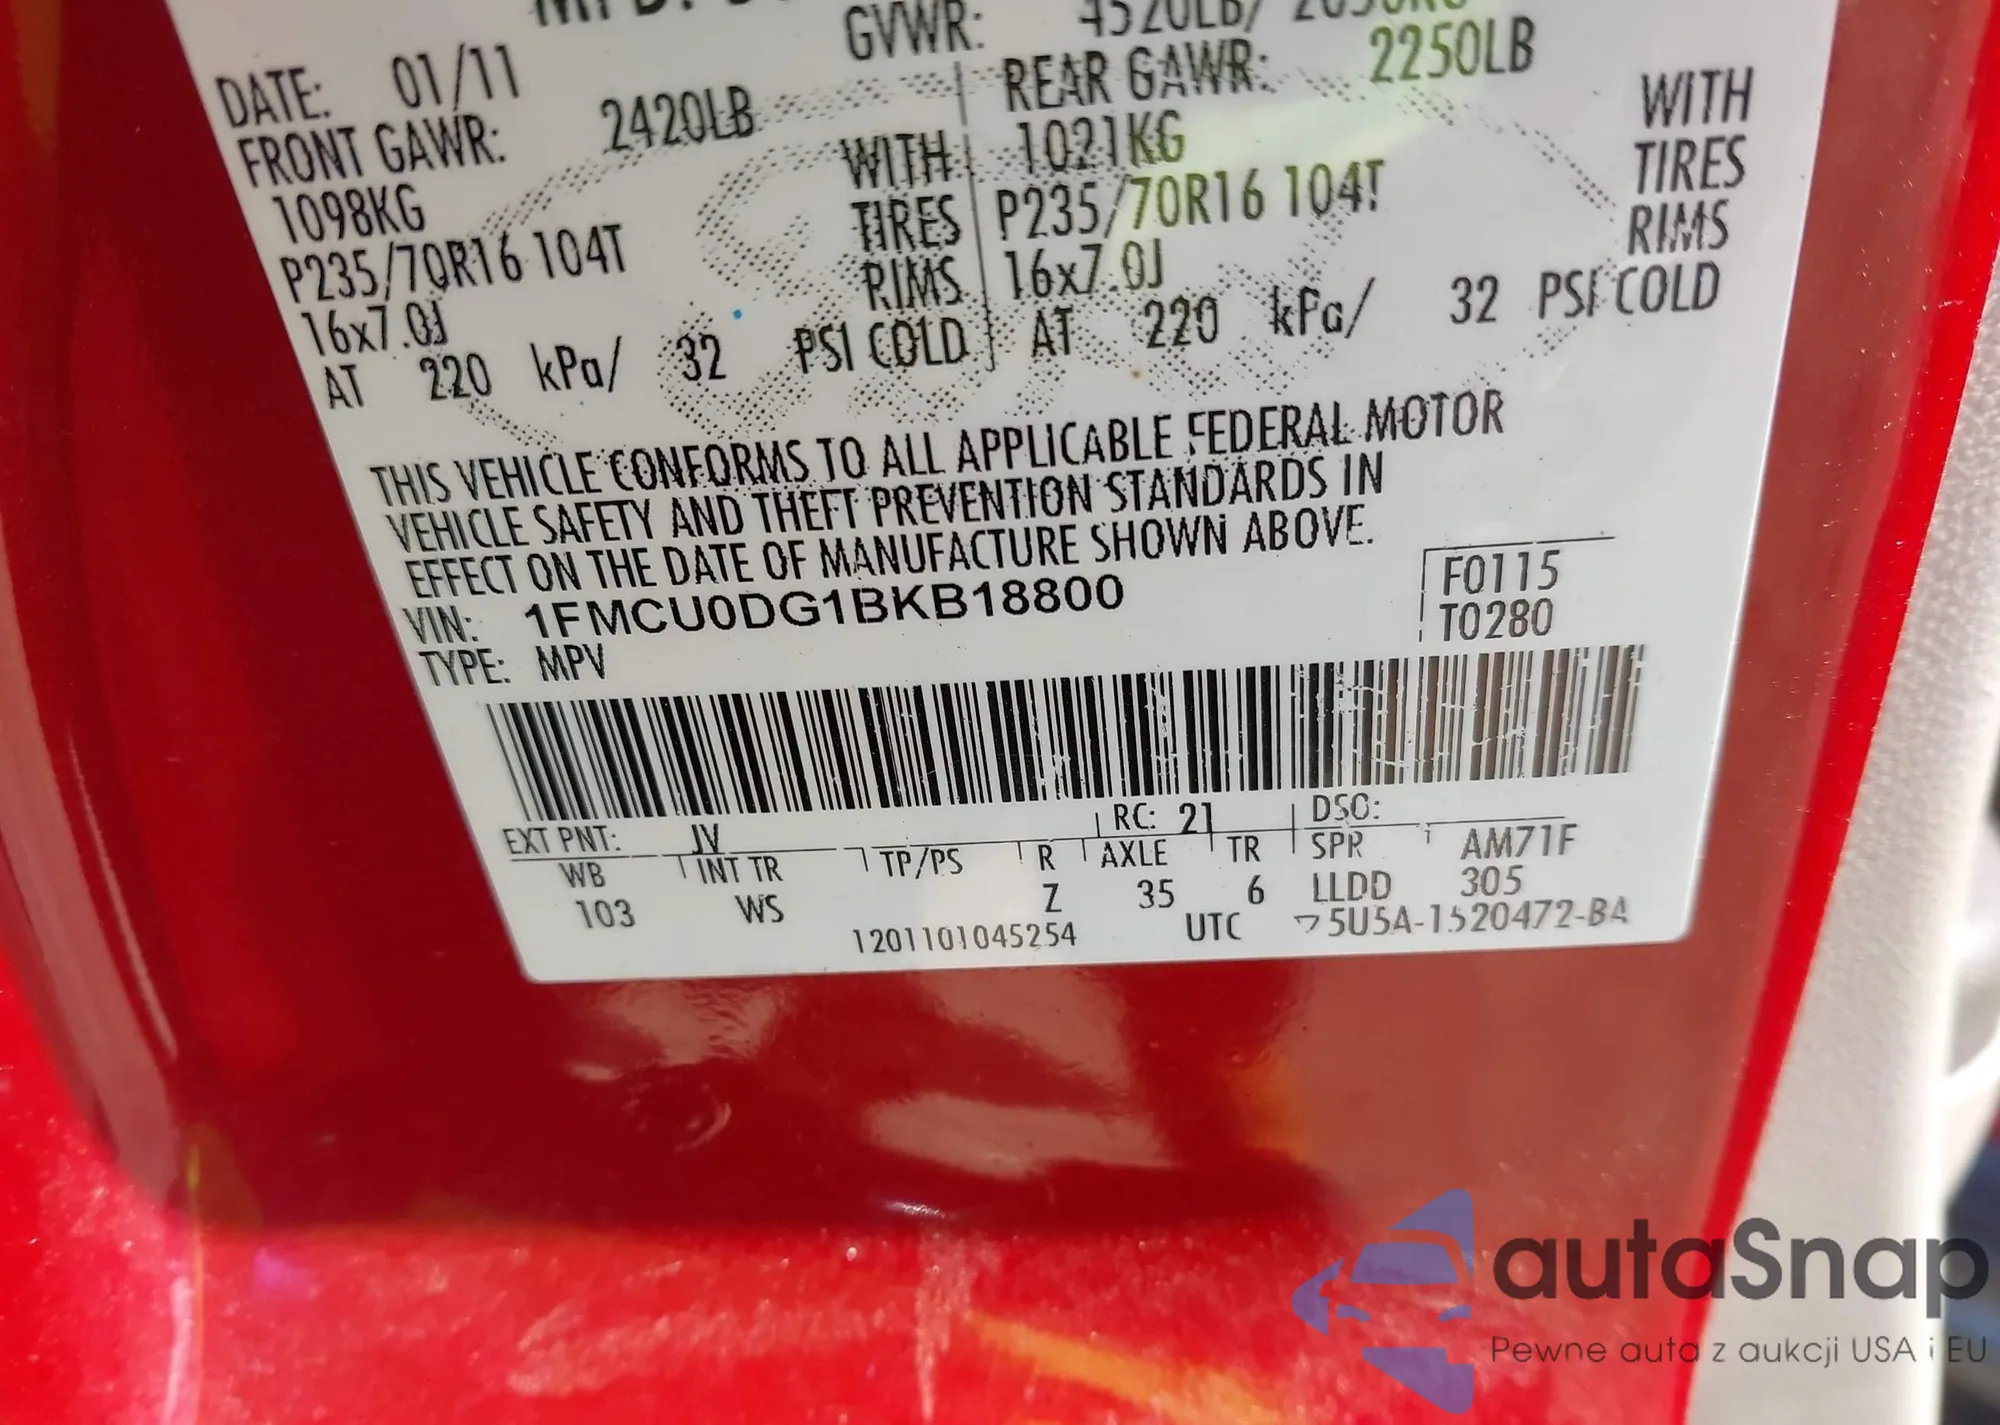 GVWR: 4520LB/
DATE: 01/11
FRONT GAWR: 2420LB
1098KG WITH
P235/70R16 104T TIRES
16x7.0J RIMS
AT 220 kPa/ 32 PSI COLD
REAR GAWR: 2250LB
1021KG WITH
P235/70R16 104T TIRES
16x7.0J RIMS
AT 220 kPa/ 32 PSI COLD
THIS VEHICLE CONFORMS TO ALL APPLICABLE FEDERAL MOTOR
VEHICLE SAFETY AND THEFT PREVENTION STANDARDS IN
EFFECT ON THE DATE OF MANUFACTURE SHOWN ABOVE.
VIN: 1FMCU0DG1BKB18800
TYPE: MPV
F0115
T0280
EXT PNT: JV RC: 21 DSO:
WB INT TR TP/PS R AXLE TR SPR AM71F
103 WS Z 35 6 LLDD 305
1201101045254 UTC 5U5A-1520472-BA
autaSnap
Pewne auta z aukcji USA i EU